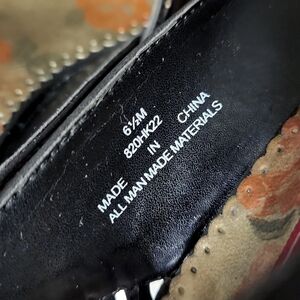 6½M
820HK22
MADE IN CHINA
ALL MAN MADE MATERIALS